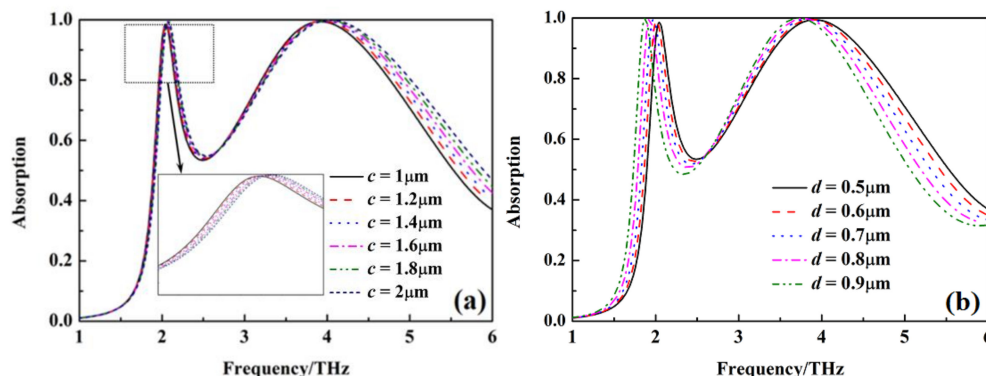 1.0
0.8
0.6
0.4
0.2
0.0
Absorption
c = 1μm
c = 1.2μm
c = 1.4μm
c = 1.6μm
c = 1.8μm
c = 2μm
(a)
1 2 3 4 5 6
Frequency/THz
1.0
0.8
0.6
0.4
0.2
0.0
Absorption
d = 0.5μm
d = 0.6μm
d = 0.7μm
d = 0.8μm
d = 0.9μm
(b)
1 2 3 4 5 6
Frequency/THz